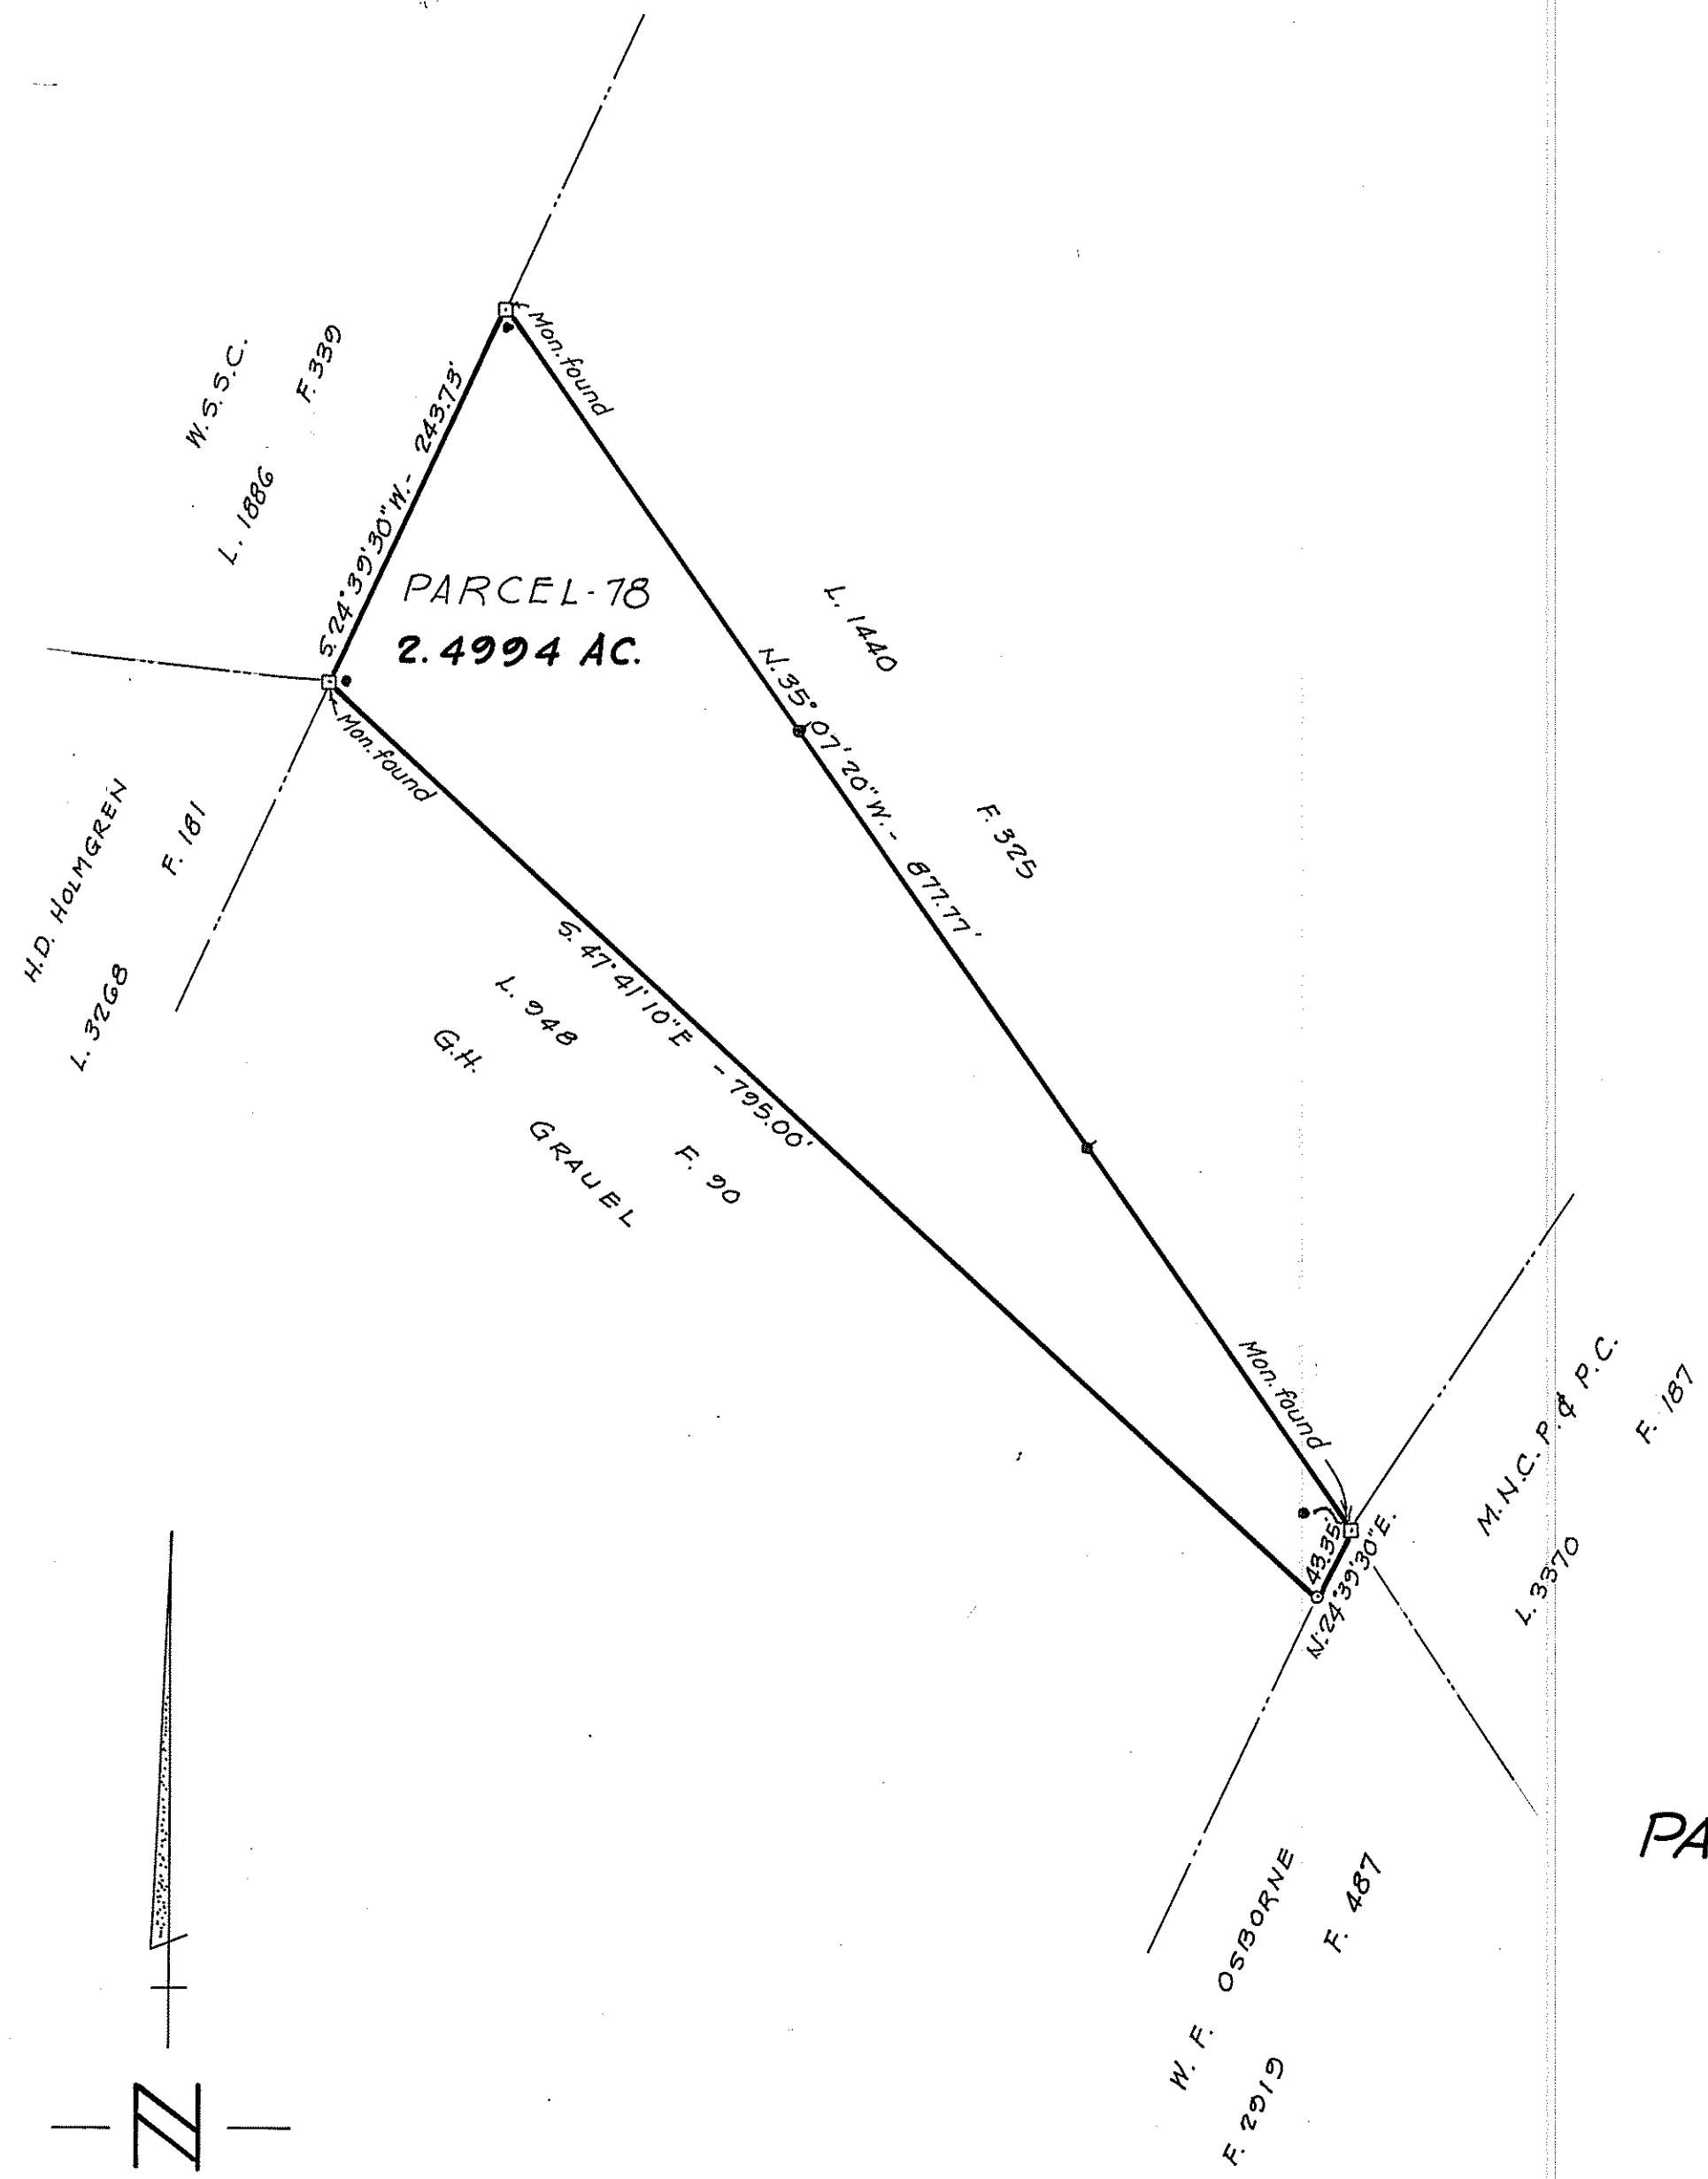 Mon. found
W.S.S.C.
L. 1886 F. 339
S. 24° 39' 30" W. - 243.73'
PARCEL-78
2.4994 AC.
L. 1440 F. 325
N. 35° 07' 20" W. - 877.77'
Mon. found
H.D. HOLMGREN
L. 3268 F. 181
S. 47° 41' 10" E - 795.00'
L. 948 F. 90
G.H. GRAUEL
Mon. found
43.35'
N. 24° 39' 30" E.
M.N.C. P. & P.C.
L. 3370 F. 187
PA
W. F. OSBORNE
F. 2919 F. 487
N